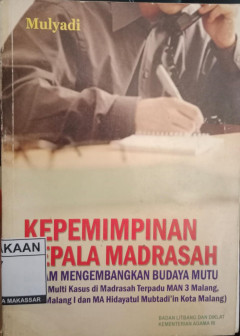 Mulyadi
KEPEMIMPINAN
EPALA MADRASAH
AM MENGEMBANGKAN BUDAYA MUTU
Multi Kasus di Madrasah Terpadu MAN 3 Malang,
Malang I dan MA Hidayatul Mubtadi'in Kota Malang)
AKAAN
A MAKASSAR
BADAN LITBANG DAN DIKLAT
KEMENTERIAN AGAMA RI